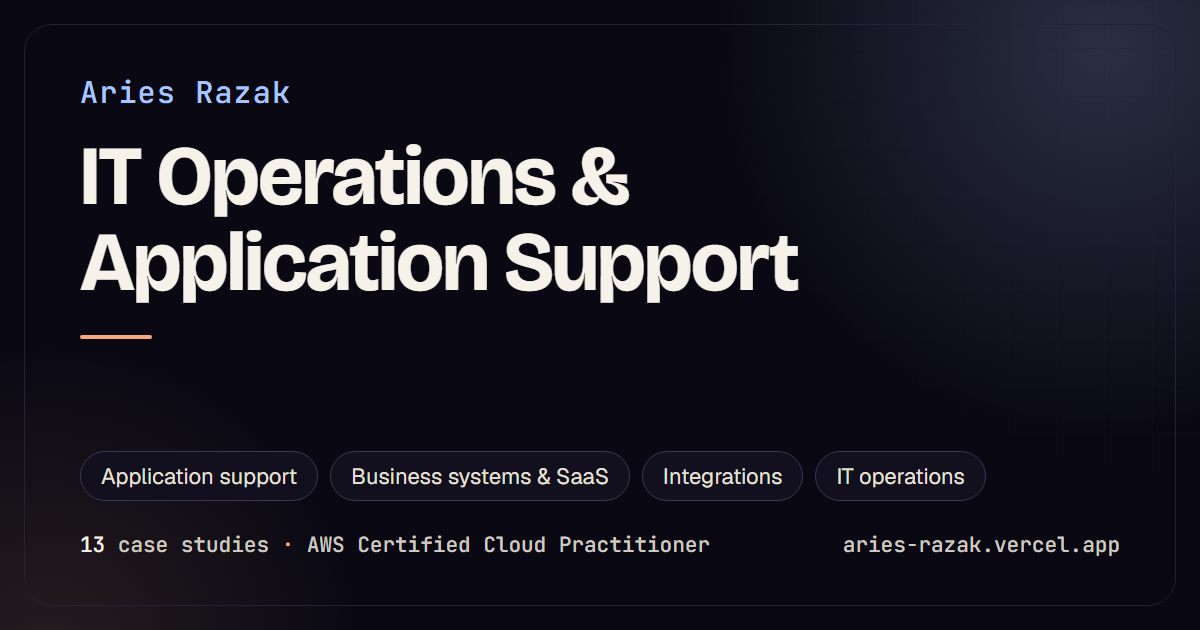 Aries Razak
IT Operations &
Application Support
Application support
Business systems & SaaS
Integrations
IT operations
13 case studies · AWS Certified Cloud Practitioner
aries-razak.vercel.app